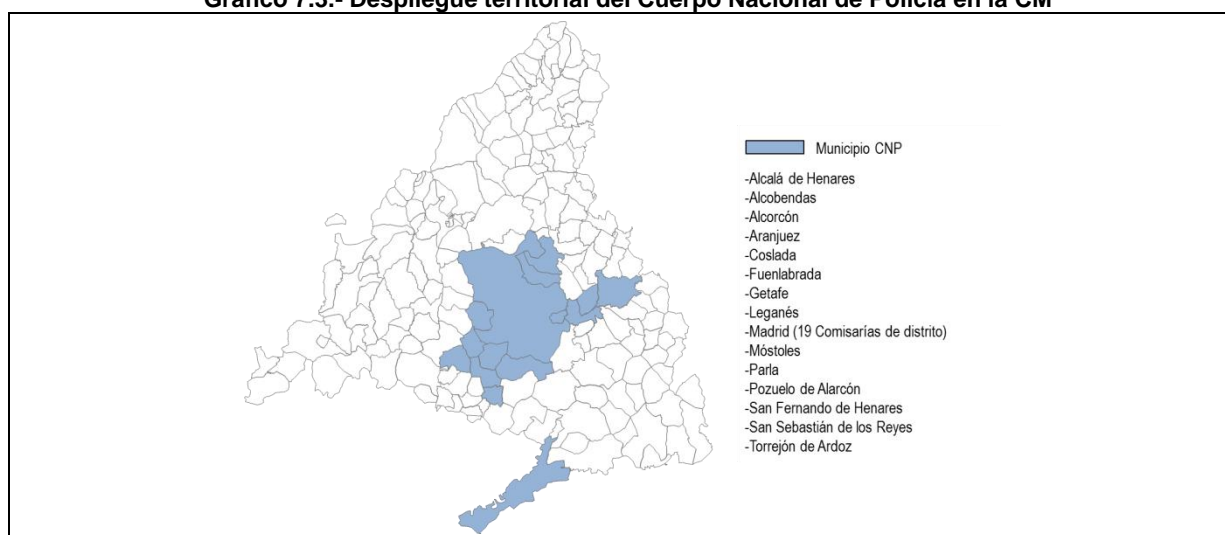 Gráfico 7.3.- Despliegue territorial del Cuerpo Nacional de Policía en la CM
Municipio CNP
-Alcalá de Henares
-Alcobendas
-Alcorcón
-Aranjuez
-Coslada
-Fuenlabrada
-Getafe
-Leganés
-Madrid (19 Comisarías de distrito)
-Móstoles
-Parla
-Pozuelo de Alarcón
-San Fernando de Henares
-San Sebastián de los Reyes
-Torrejón de Ardoz